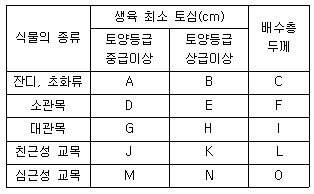 식물의 종류 생육 최소 토심(cm) 배수층 두께
토양등급 중급이상 토양등급 상급이상
잔디, 초화류 A B C
소관목 D E F
대관목 G H I
친근성 교목 J K L
심근성 교목 M N O